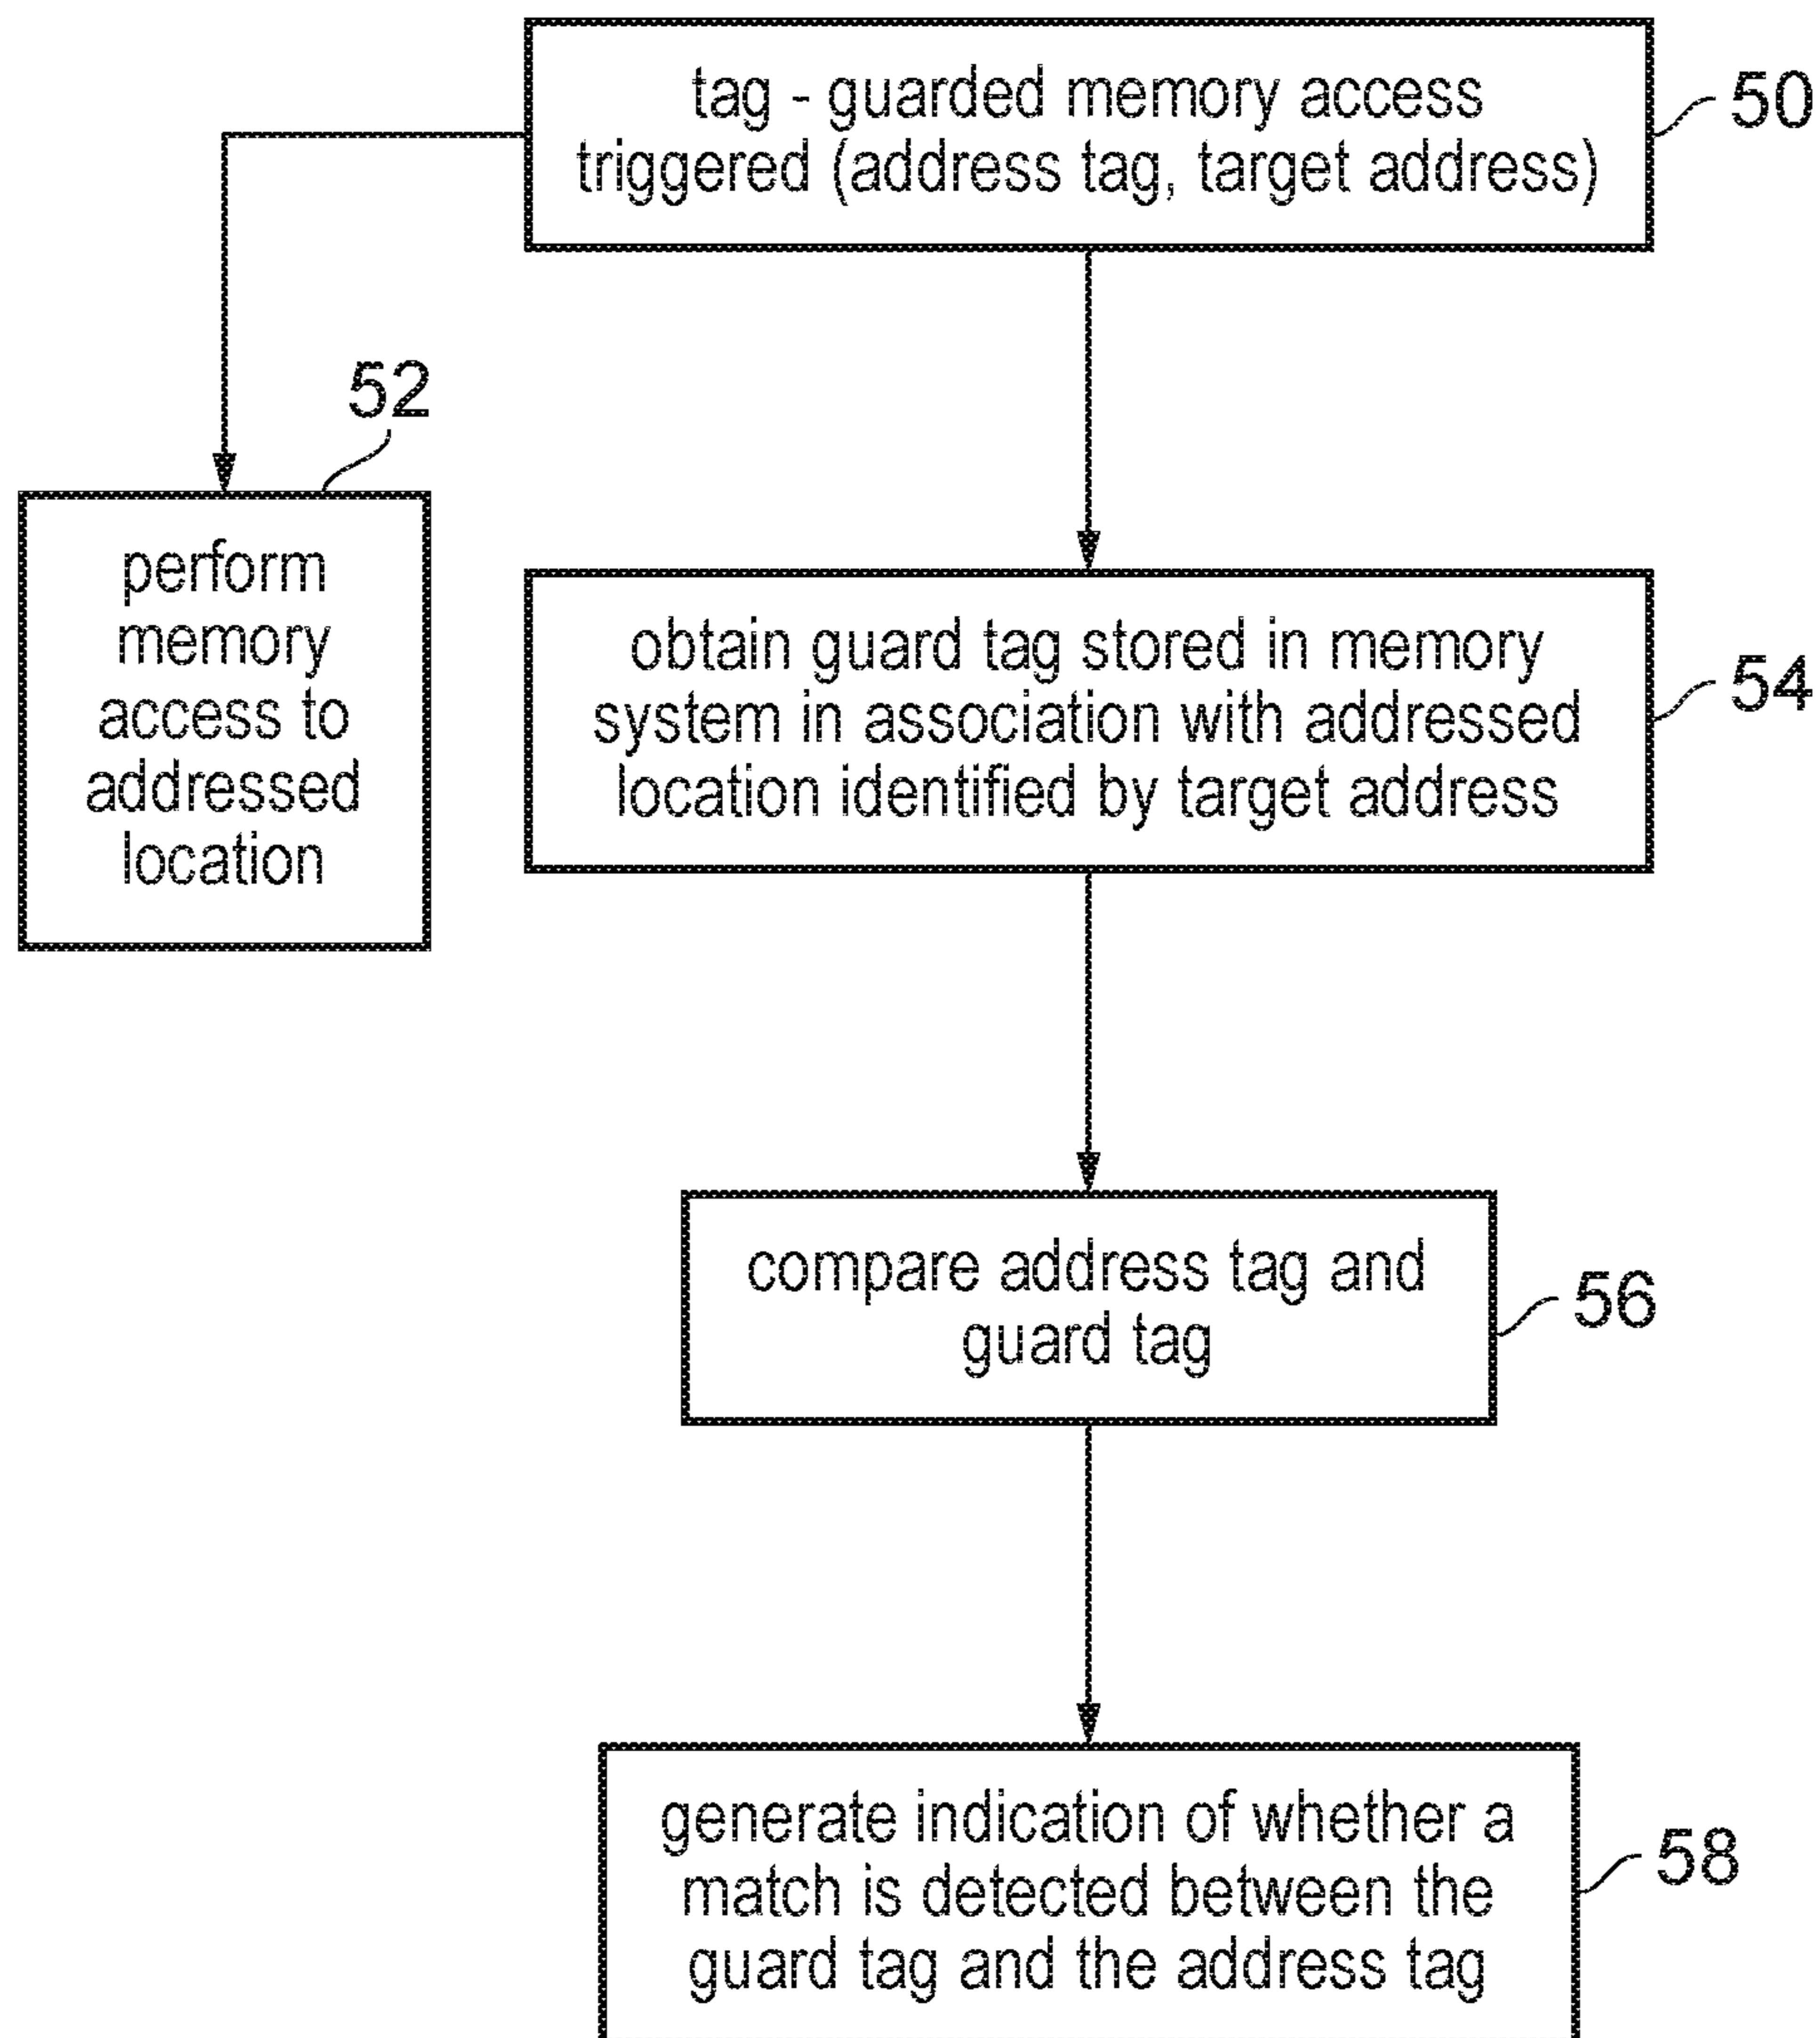 tag - guarded memory access
triggered (address tag, target address)
50
52
perform
memory
access to
addressed
location
obtain guard tag stored in memory
system in association with addressed
location identified by target address
54
compare address tag and
guard tag
56
generate indication of whether a
match is detected between the
guard tag and the address tag
58